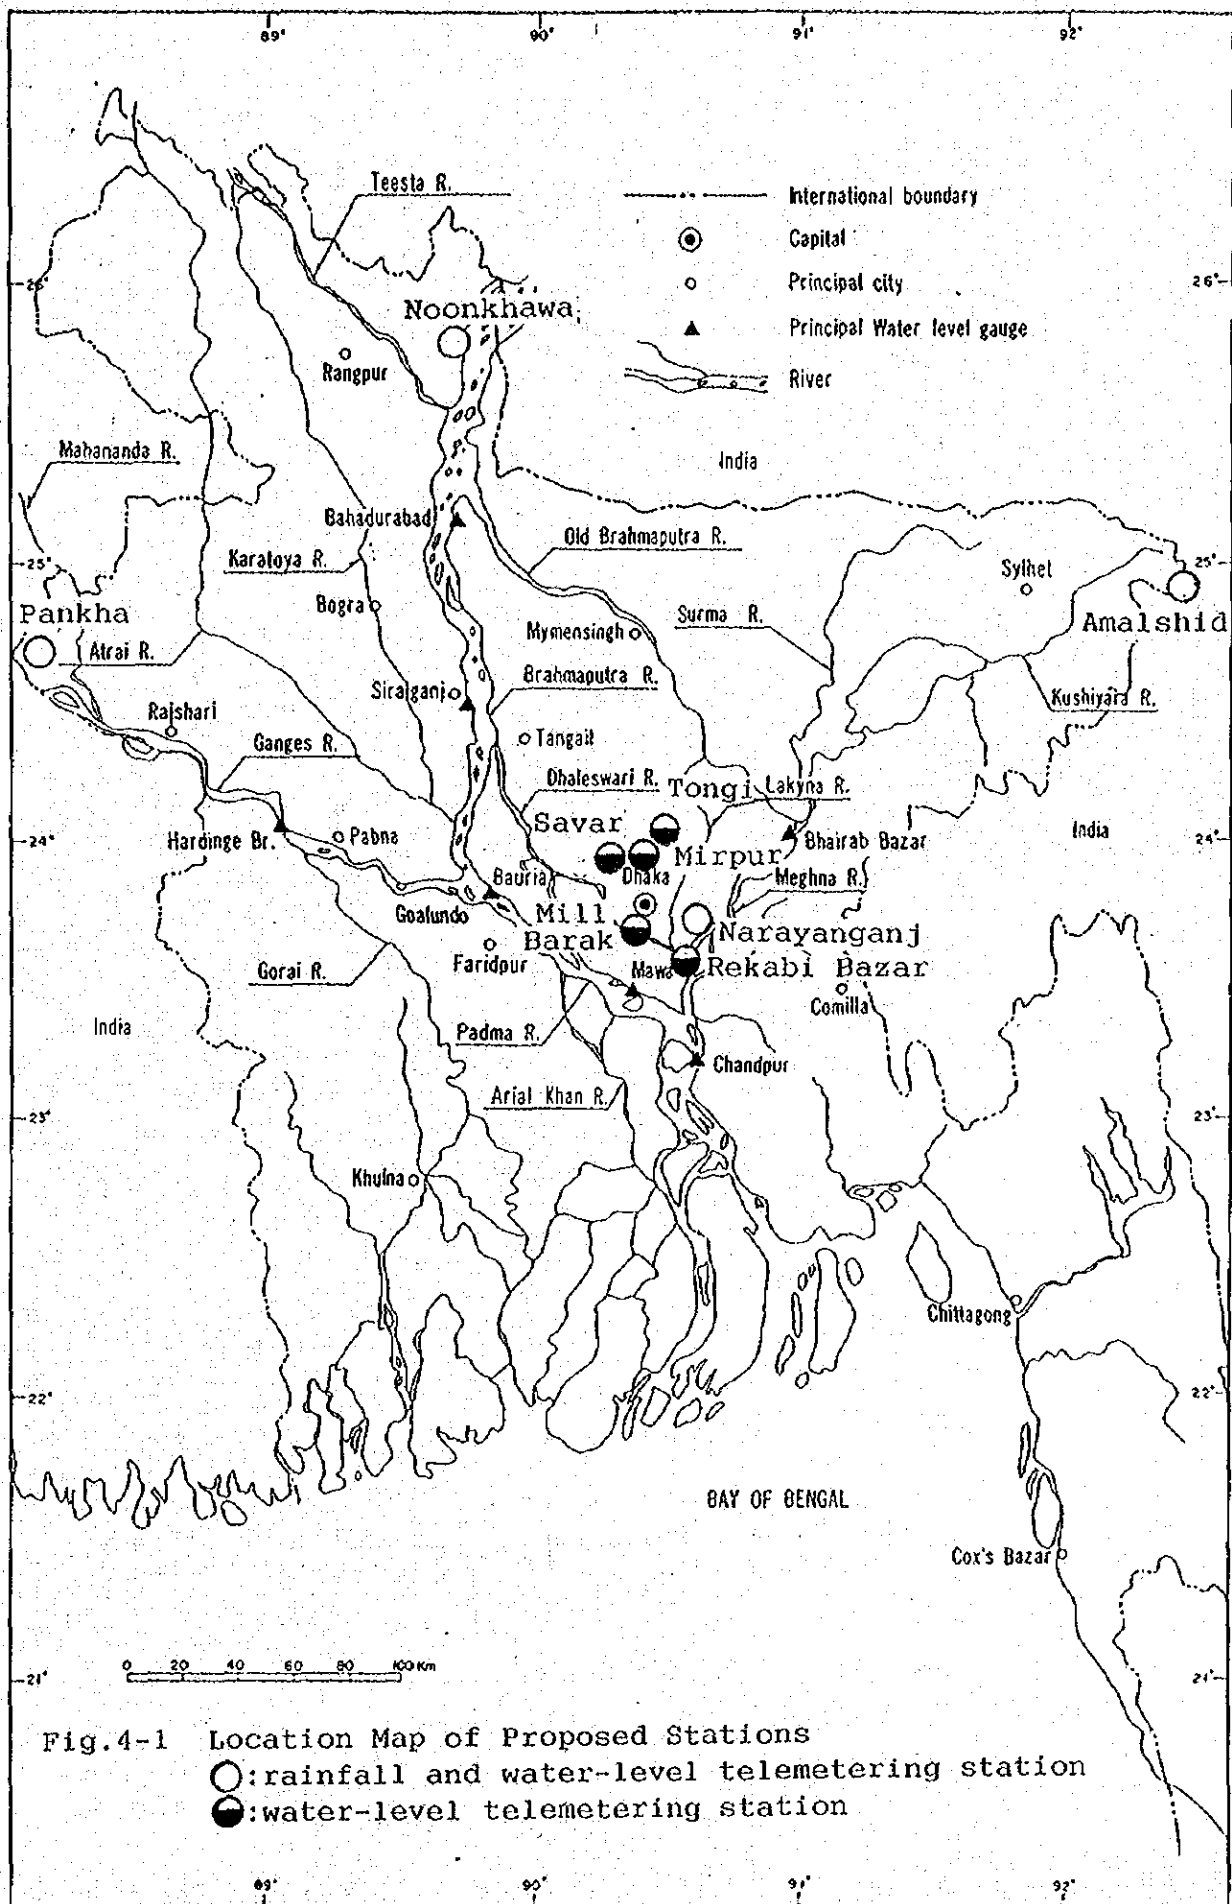 89°
90°
91°
92°
Teesta R.
International boundary
Capital
Principal city
Principal Water level gauge
River
26°
26°
Noonkhawa
Rangpur
Mahananda R.
India
Bahadurabad
Old Brahmaputra R.
Karatoya R.
25°
25°
Sylhet
Pankha
Bogra
Surma R.
Amalshid
Mymensingh
Atrai R.
Brahmaputra R.
Sirajganj
Kushiyara R.
Rajshari
Ganges R.
Tangail
Dhaleswari R.
Tongi
Lakyna R.
Savar
24°
Hardinge Br.
Pabna
Bhairab Bazar
India
24°
Mirpur
Bauria
Dhaka
Meghna R.
Goalundo
Mill
Barak
Narayanganj
Faridpur
Gorai R.
Mawa
Rekabi Bazar
Comilla
India
Padma R.
Chandpur
Arial Khan R.
23°
23°
Khulna
Chittagong
22°
22°
BAY OF BENGAL
Cox's Bazar
0 20 40 60 80 100 Km
21°
21°
Fig.4-1 Location Map of Proposed Stations
:rainfall and water-level telemetering station
:water-level telemetering station
89°
90°
91°
92°